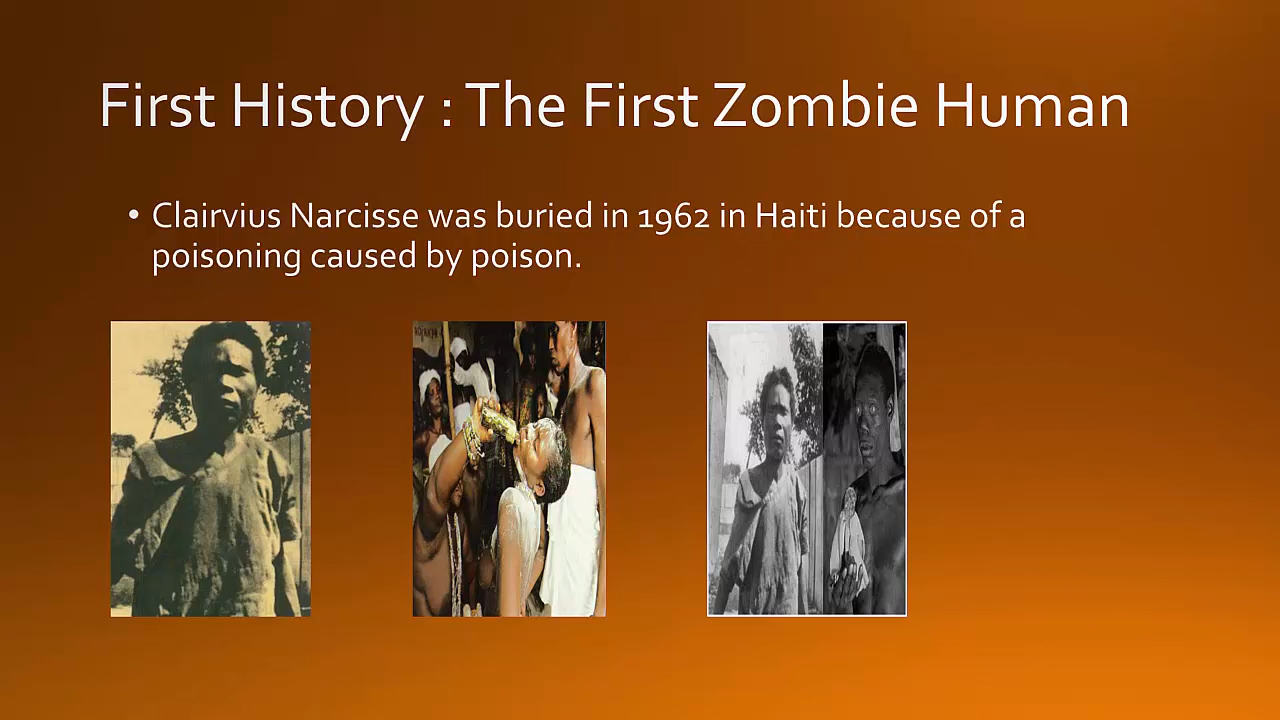 First History : The First Zombie Human
• Clairvius Narcisse was buried in 1962 in Haiti because of a
poisoning caused by poison.